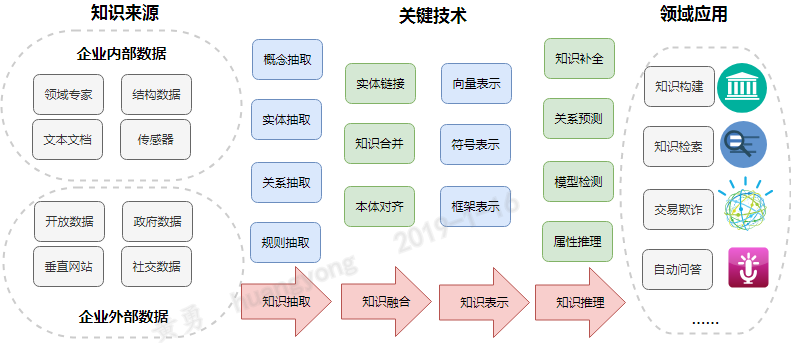 知识来源
关键技术
领域应用
企业内部数据
领域专家
结构数据
文本文档
传感器
开放数据
政府数据
垂直网站
社交数据
企业外部数据
概念抽取
实体抽取
关系抽取
规则抽取
知识抽取
实体链接
知识合并
本体对齐
知识融合
向量表示
符号表示
框架表示
知识表示
知识补全
关系预测
模型检测
属性推理
知识推理
知识构建
知识检索
交易欺诈
自动问答
……
huangyong